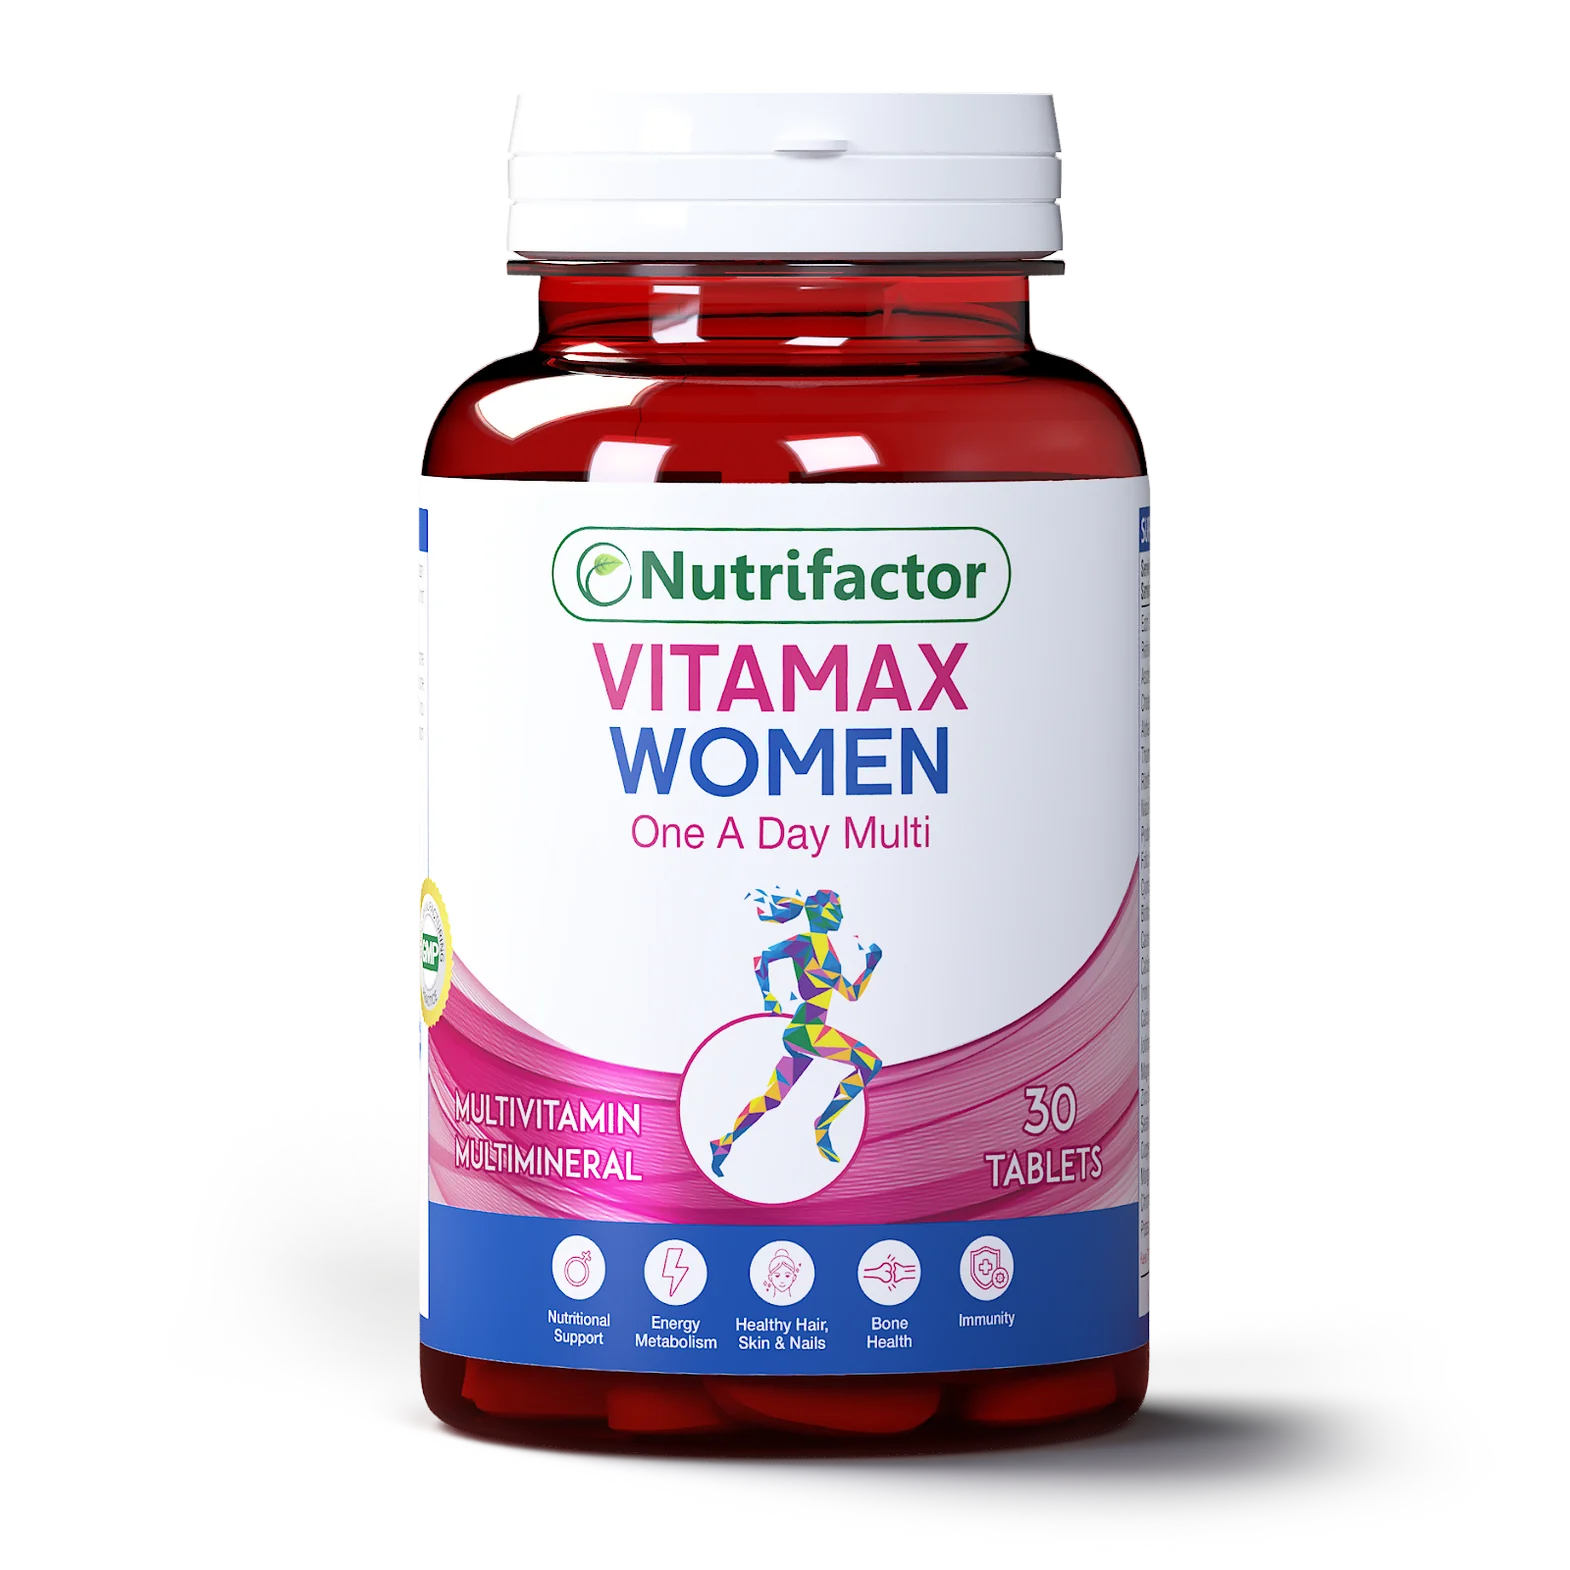 Nutrifactor
VITAMAX
WOMEN
One A Day Multi
GMP
MULTIVITAMIN
MULTIMINERAL
30
TABLETS
Nutritional
Support
Energy
Metabolism
Healthy Hair,
Skin & Nails
Bone
Health
Immunity